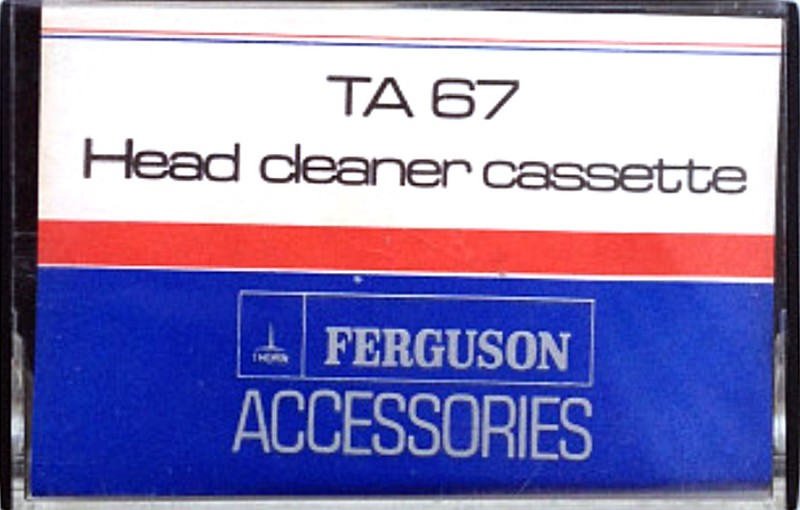 TA 67
Head cleaner cassette
THORN
FERGUSON
ACCESSORIES